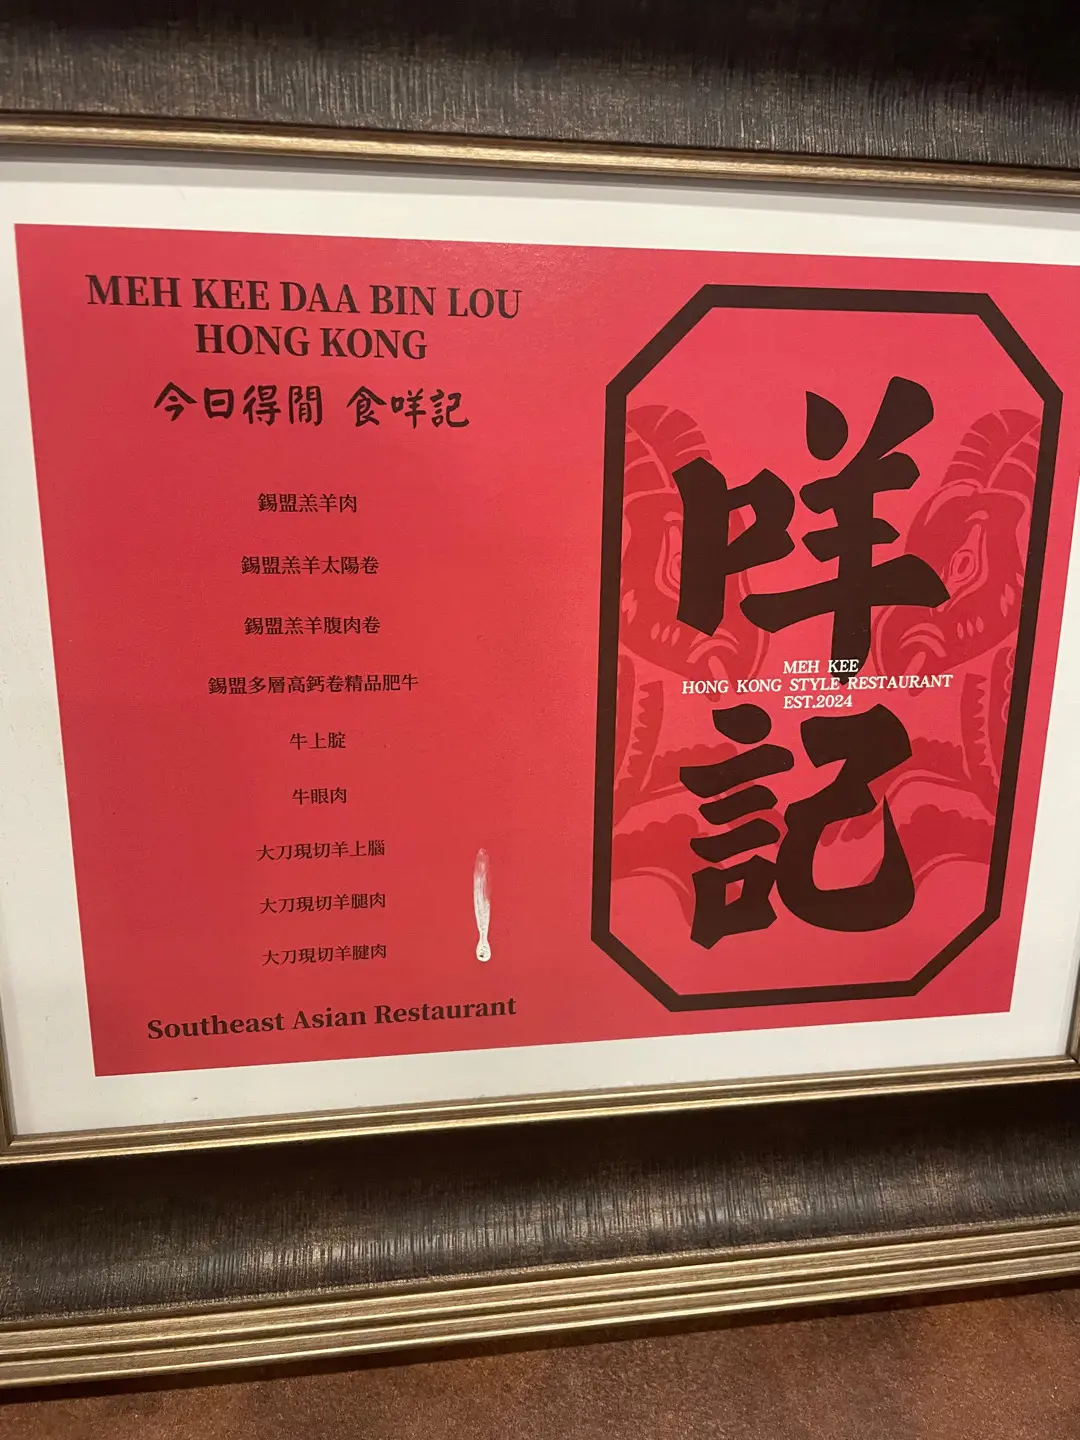 MEH KEE DAA BIN LOU
HONG KONG
今日得閒 食咩記
錫盟羔羊肉
錫盟羔羊太陽卷
錫盟羔羊腹肉卷
錫盟多層高鈣卷精品肥牛
牛上腚
牛眼肉
大刀現切羊上腦
大刀現切羊腿肉
大刀現切羊腱肉
Southeast Asian Restaurant
咩
MEH KEE
HONG KONG STYLE RESTAURANT
EST.2024
記